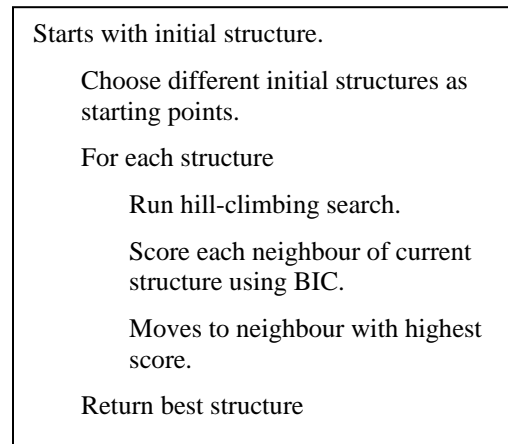 Starts with initial structure.
Choose different initial structures as
starting points.
For each structure
Run hill-climbing search.
Score each neighbour of current
structure using BIC.
Moves to neighbour with highest
score.
Return best structure